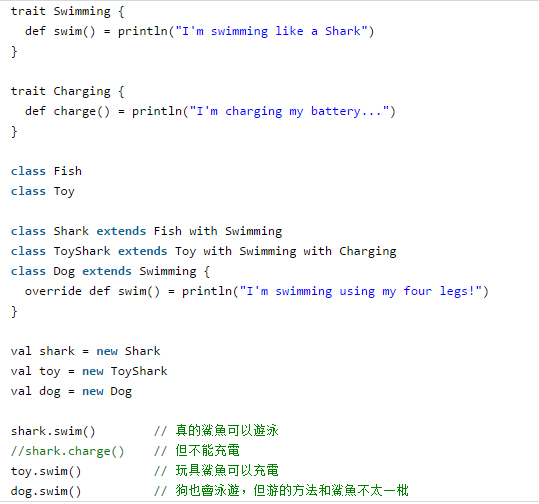 trait Swimming {
  def swim() = println("I'm swimming like a Shark")
}
trait Charging {
  def charge() = println("I'm charging my battery...")
}
class Fish
class Toy
class Shark extends Fish with Swimming
class ToyShark extends Toy with Swimming with Charging
class Dog extends Swimming {
  override def swim() = println("I'm swimming using my four legs!")
}
val shark = new Shark
val toy = new ToyShark
val dog = new Dog
shark.swim()        // 真的鯊魚可以遊泳
//shark.charge()    // 但不能充電
toy.swim()          // 玩具鯊魚可以充電
dog.swim()          // 狗也會泳遊，但游的方法和鯊魚不太一枇